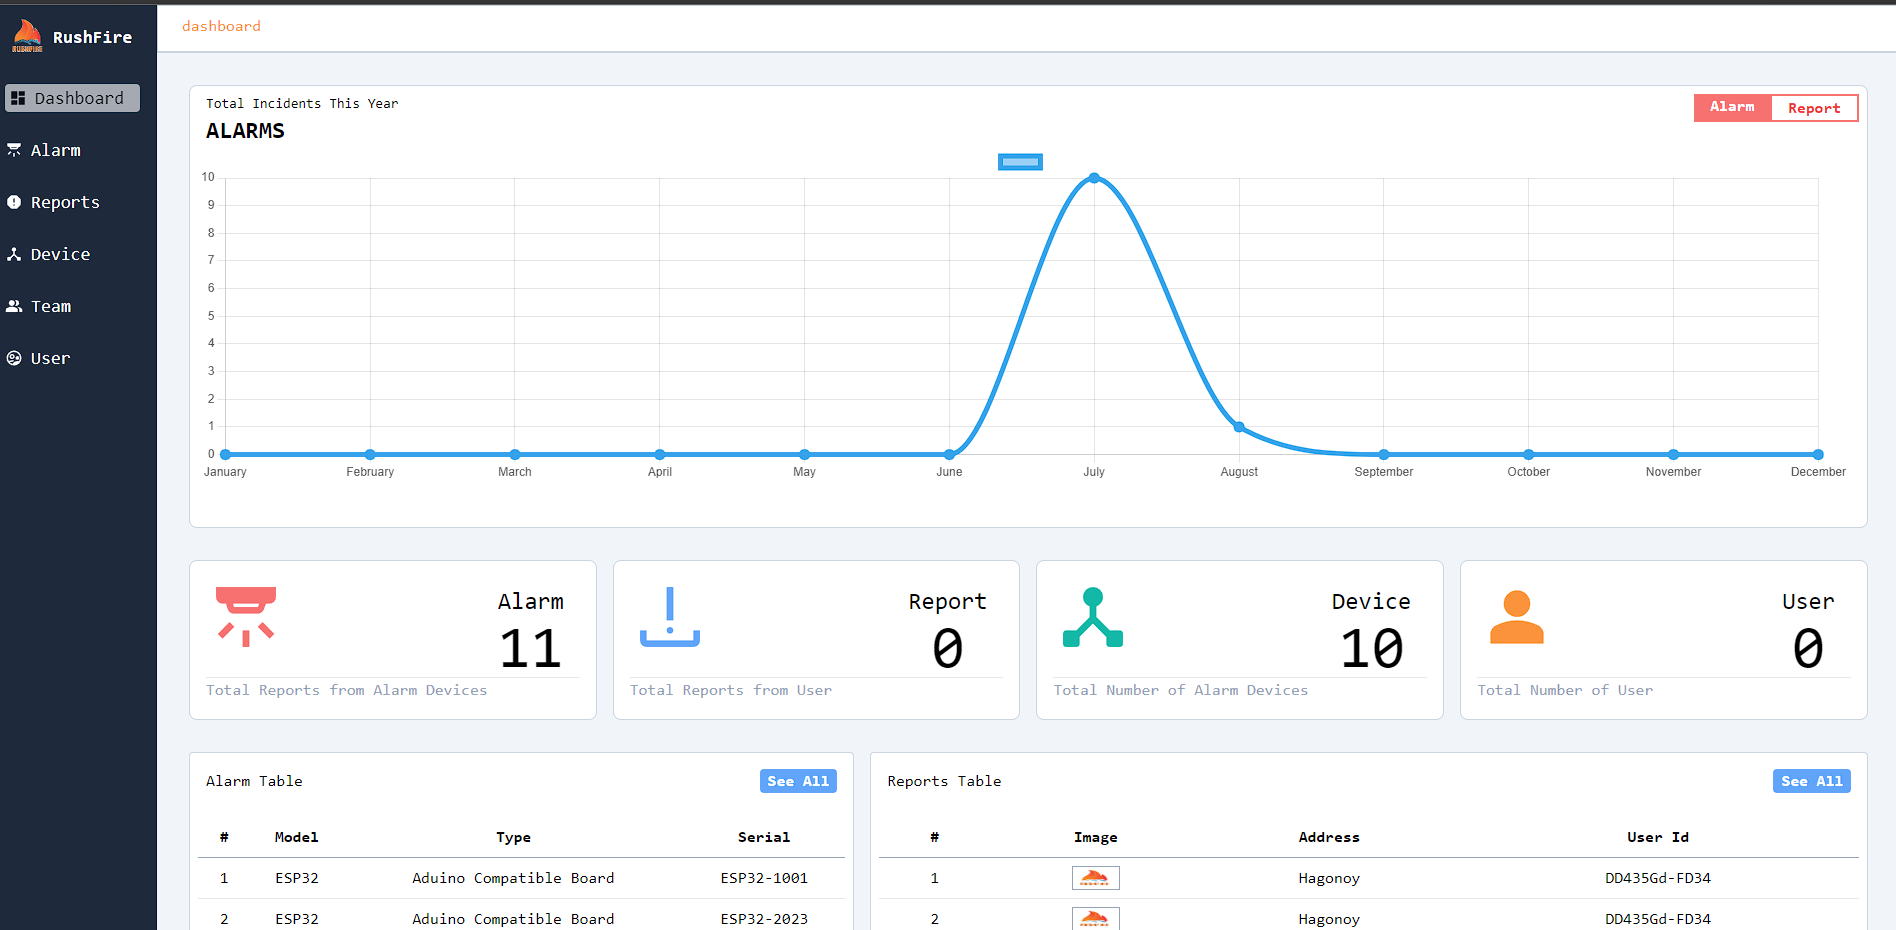 RushFire
dashboard
Dashboard
Alarm
Reports
Device
Team
User
Total Incidents This Year
ALARMS
Alarm Report
10
9
8
7
6
5
4
3
2
1
0
January February March April May June July August September October November December
Alarm
11
Total Reports from Alarm Devices
Report
0
Total Reports from User
Device
10
Total Number of Alarm Devices
User
0
Total Number of User
Alarm Table See All
# Model Type Serial
1 ESP32 Aduino Compatible Board ESP32-1001
2 ESP32 Aduino Compatible Board ESP32-2023
Reports Table See All
# Image Address User Id
1 Hagonoy DD435Gd-FD34
2 Hagonoy DD435Gd-FD34